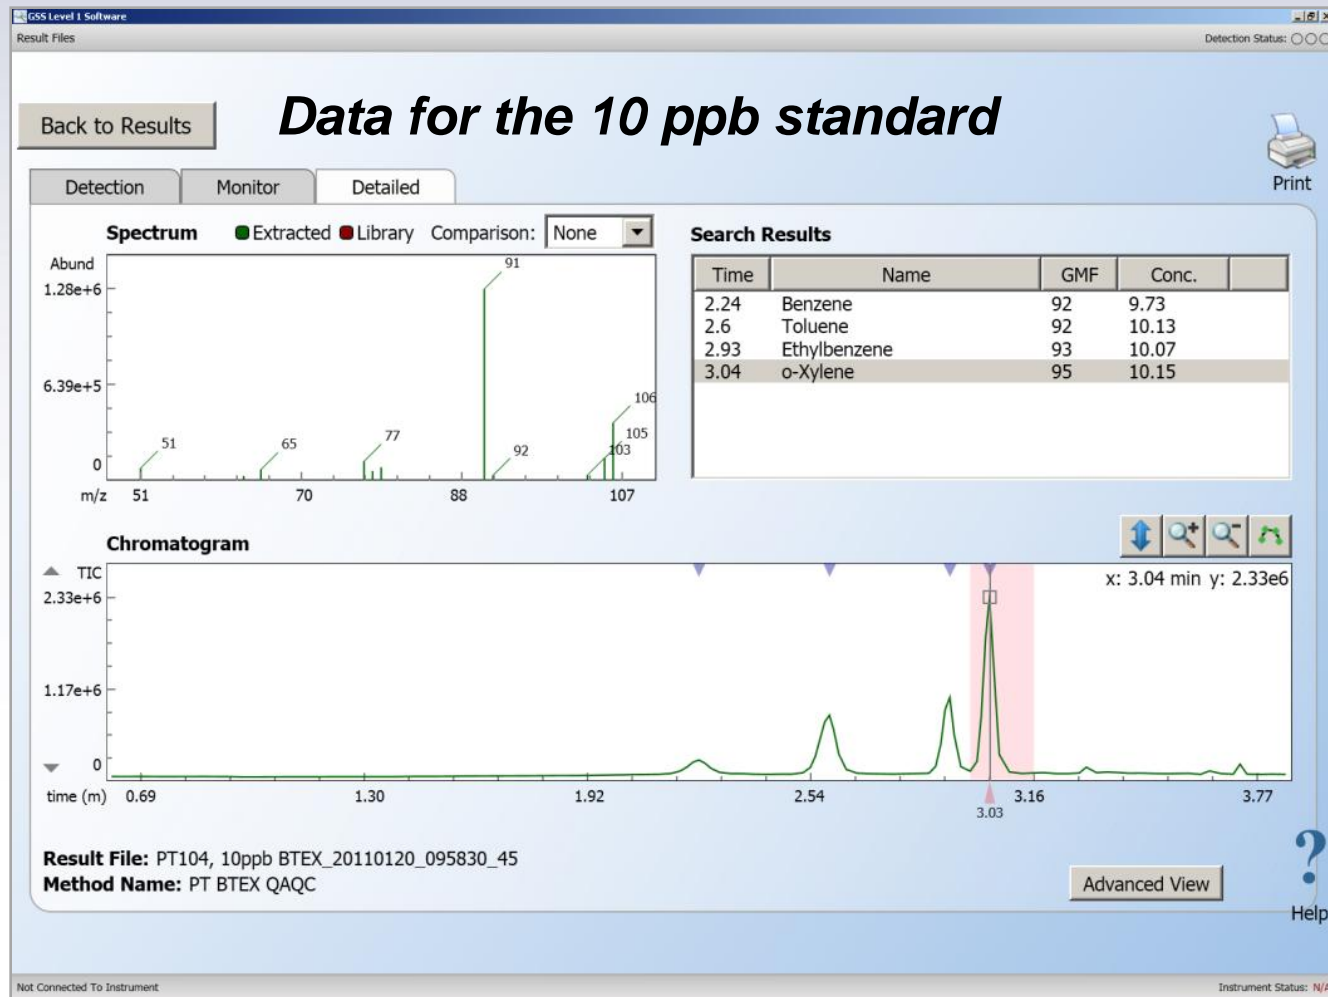 GSS Level 1 Software
Result Files
Detection Status:
Back to Results
Data for the 10 ppb standard
Print
Detection Monitor Detailed
Spectrum Extracted Library Comparison: None
Abund
1.28e+6
6.39e+5
0
91
106
105
103
92
77
65
51
m/z 51 70 88 107
Search Results
Time Name GMF Conc.
2.24 Benzene 92 9.73
2.6 Toluene 92 10.13
2.93 Ethylbenzene 93 10.07
3.04 o-Xylene 95 10.15
Chromatogram
TIC
2.33e+6
1.17e+6
0
x: 3.04 min y: 2.33e6
time (m) 0.69 1.30 1.92 2.54 3.16 3.77
3.03
Result File: PT104, 10ppb BTEX_20110120_095830_45
Method Name: PT BTEX QAQC
Advanced View
?
Help
Not Connected To Instrument
Instrument Status: N/A